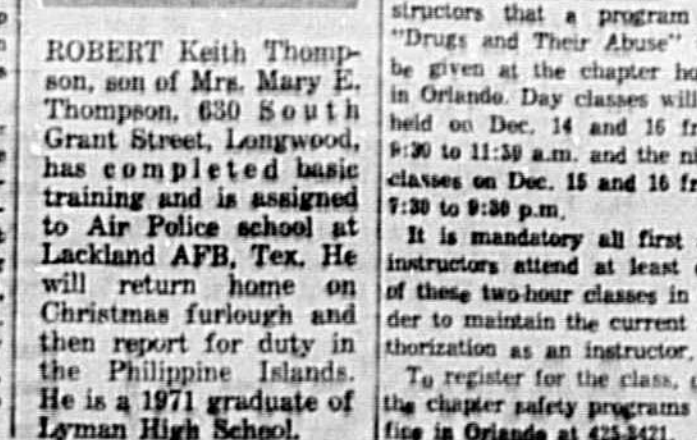 ROBERT Keith Thomp-
son, son of Mrs. Mary E.
Thompson, 630 South
Grant Street, Longwood,
has completed basic
training and is assigned
to Air Police school at
Lackland AFB, Tex. He
will return home on
Christmas furlough and
then report for duty in
the Philippine Islands.
He is a 1971 graduate of
Lyman High School.
structors that a program
"Drugs and Their Abuse"
be given at the chapter
in Orlando. Day classes will
held on Dec. 14 and 16
9:30 to 11:30 a.m. and the
classes on Dec. 15 and 16
7:30 to 9:30 p.m.
It is mandatory all first
instructors attend at least
of these two-hour classes in
der to maintain the current
thorization as an instructor.
To register for the class,
the chapter safety programs
fice in Orlando at 425-3471.